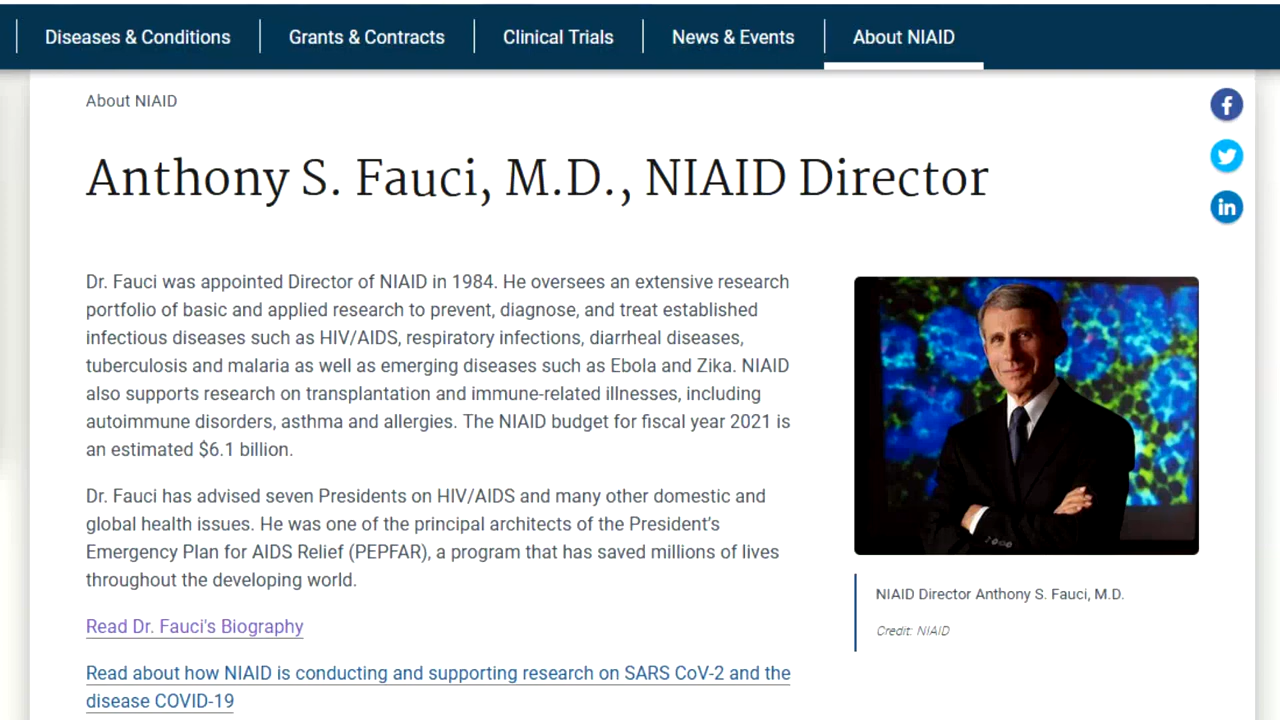 Diseases & Conditions
Grants & Contracts
Clinical Trials
News & Events
About NIAID
About NIAID
Anthony S. Fauci, M.D., NIAID Director
Dr. Fauci was appointed Director of NIAID in 1984. He oversees an extensive research
portfolio of basic and applied research to prevent, diagnose, and treat established
infectious diseases such as HIV/AIDS, respiratory infections, diarrheal diseases,
tuberculosis and malaria as well as emerging diseases such as Ebola and Zika. NIAID
also supports research on transplantation and immune-related illnesses, including
autoimmune disorders, asthma and allergies. The NIAID budget for fiscal year 2021 is
an estimated $6.1 billion.
Dr. Fauci has advised seven Presidents on HIV/AIDS and many other domestic and
global health issues. He was one of the principal architects of the President's
Emergency Plan for AIDS Relief (PEPFAR), a program that has saved millions of lives
throughout the developing world.
Read Dr. Fauci's Biography
Read about how NIAID is conducting and supporting research on SARS CoV-2 and the
disease COVID-19
NIAID Director Anthony S. Fauci, M.D.
Credit: NIAID